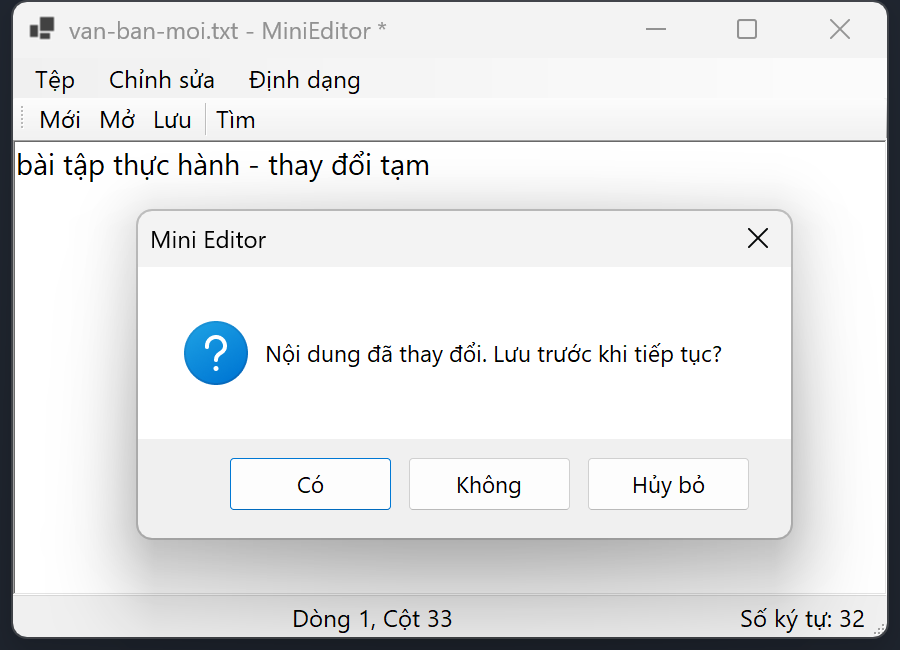 van-ban-moi.txt - MiniEditor *
Tệp Chỉnh sửa Định dạng
Mới Mở Lưu Tìm
bài tập thực hành - thay đổi tạm
Mini Editor
Nội dung đã thay đổi. Lưu trước khi tiếp tục?
Có Không Hủy bỏ
Dòng 1, Cột 33 Số ký tự: 32